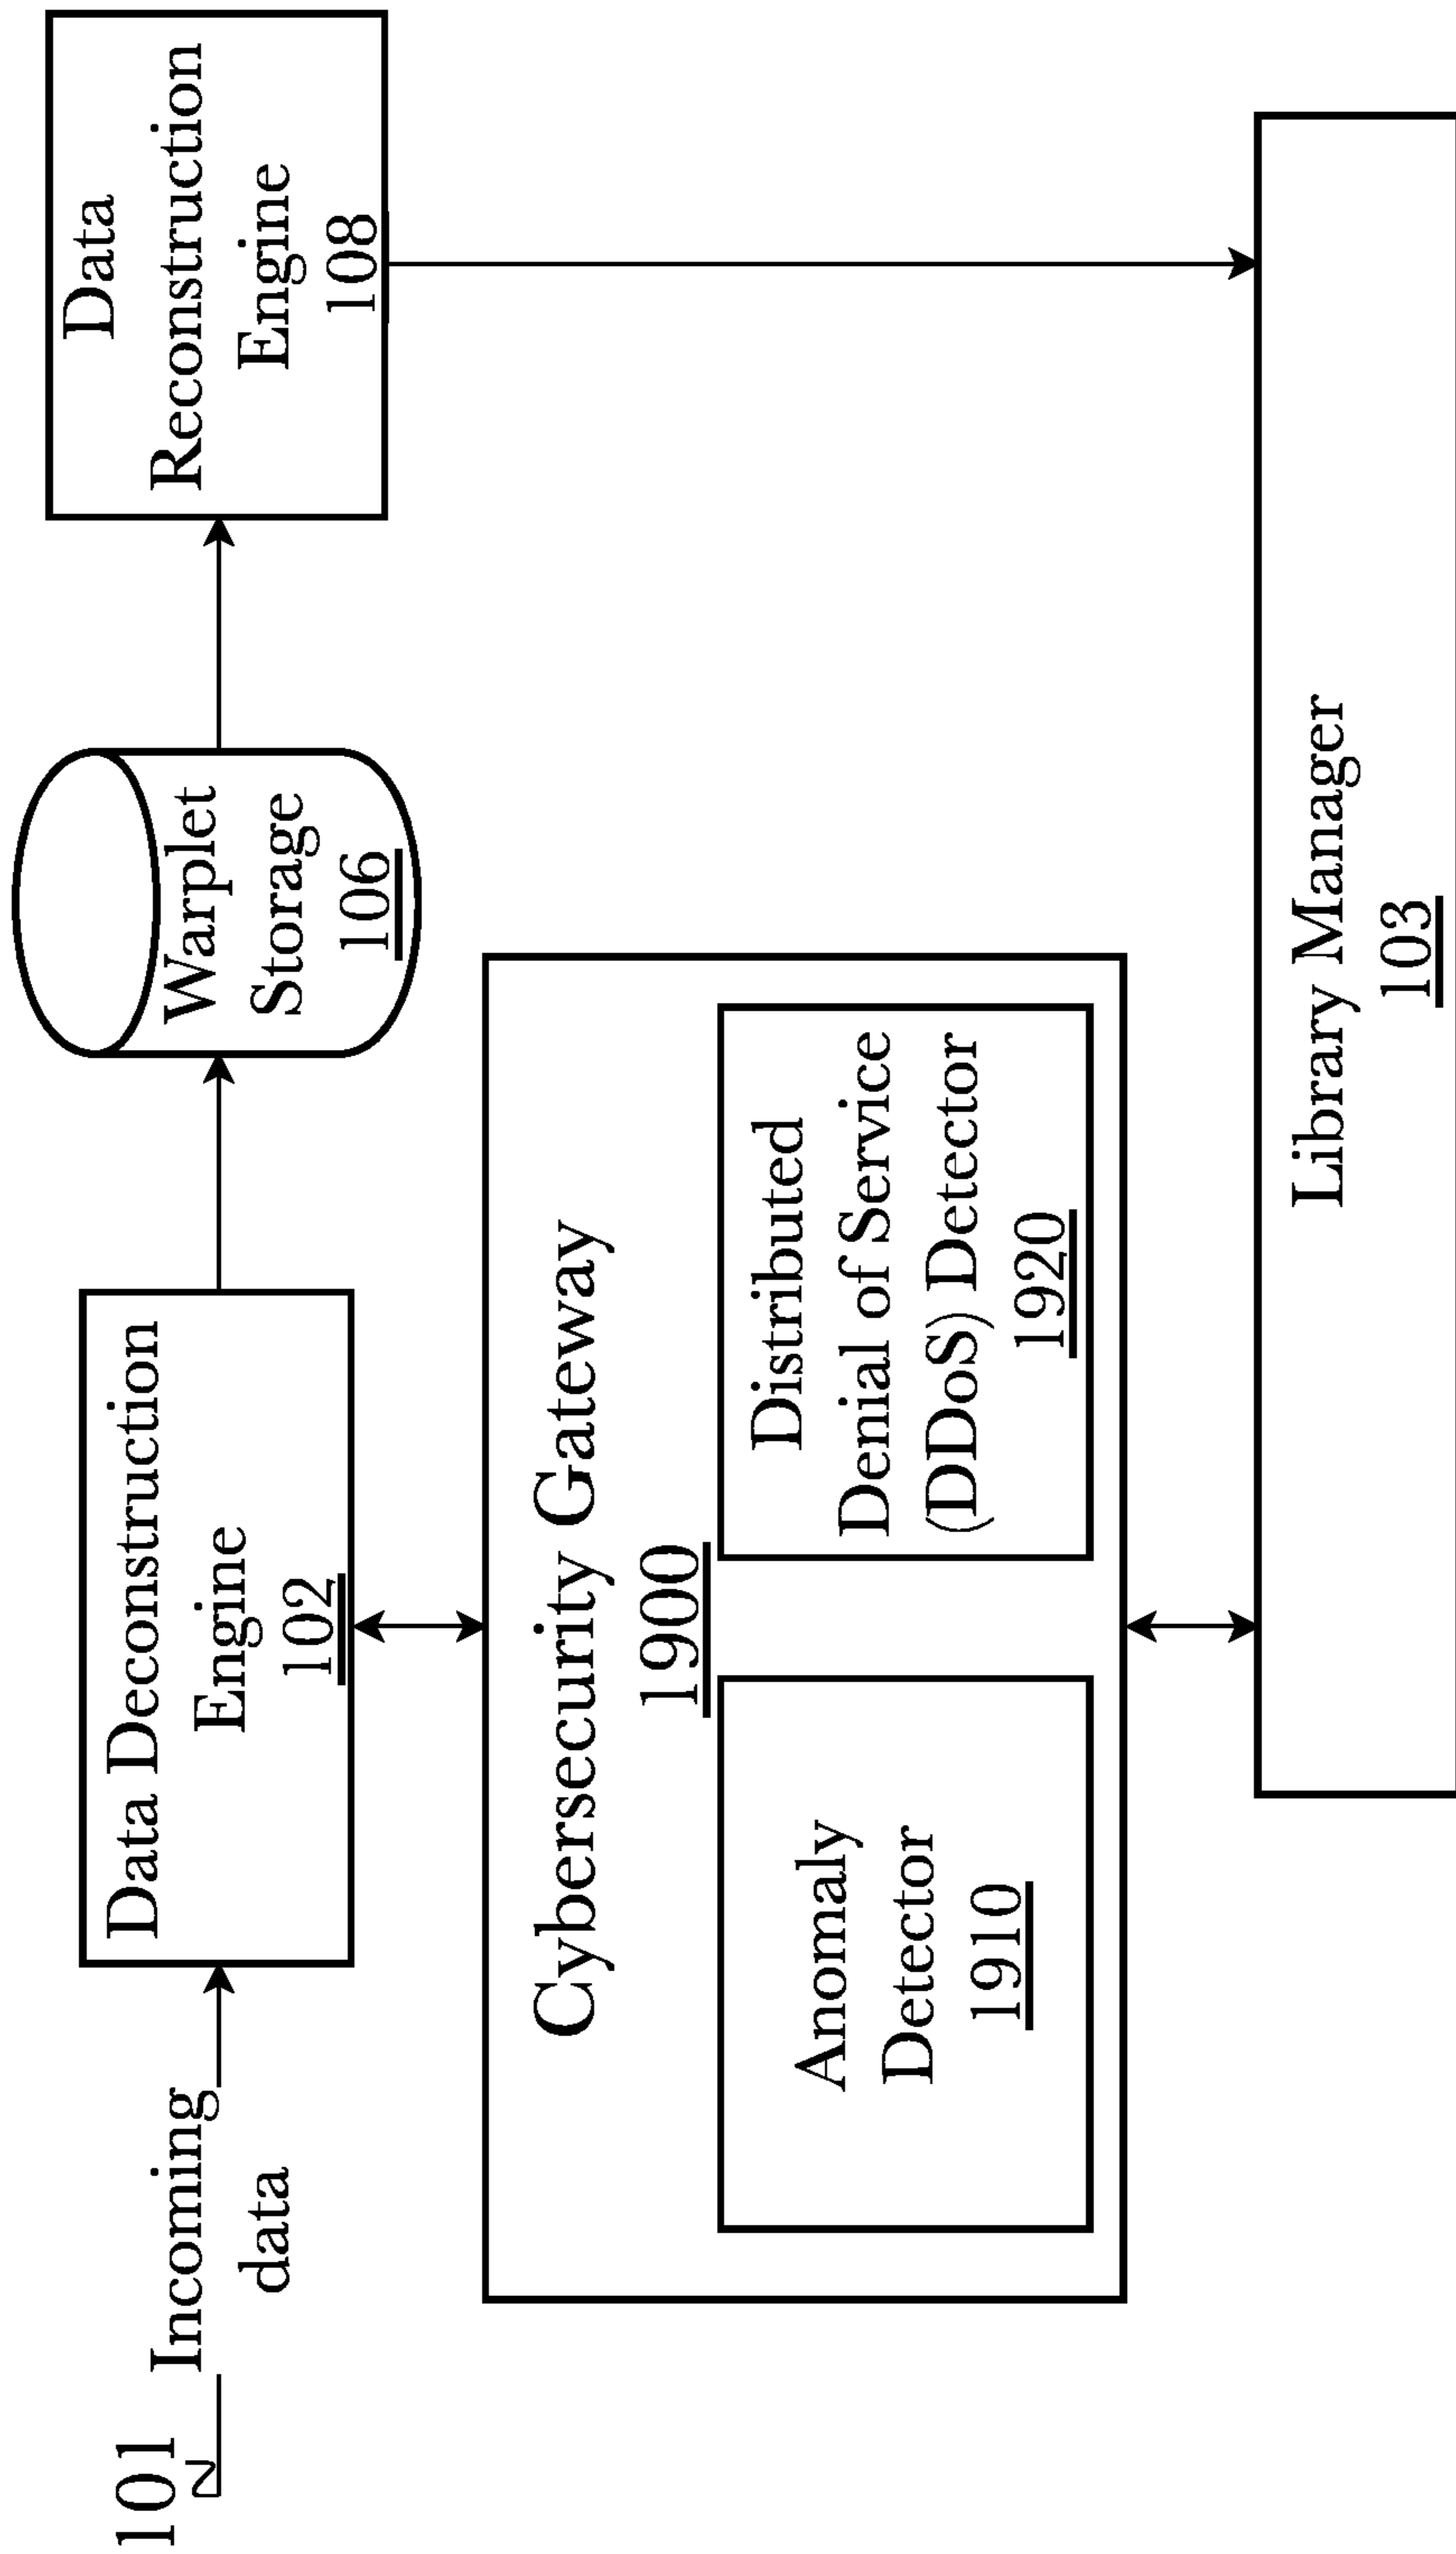 101
Incoming
data
Data Deconstruction
Engine
102
Warplet
Storage
106
Data
Reconstruction
Engine
108
Cybersecurity Gateway
1900
Anomaly
Detector
1910
Distributed
Denial of Service
(DDoS) Detector
1920
Library Manager
103